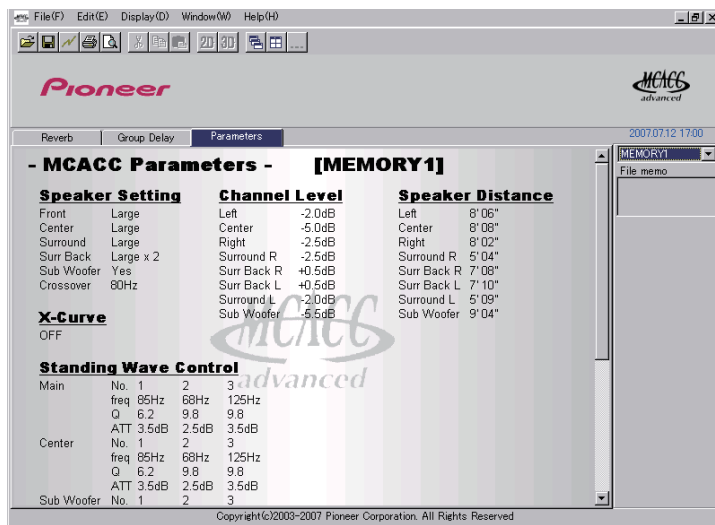 File(F) Edit(E) Display(D) Window(W) Help(H)
2D 3D
Pioneer
MCACC
advanced
Reverb Group Delay Parameters
2007.07.12 17:00
MEMORY1
File memo
- MCACC Parameters - [MEMORY1]
Speaker Setting
Front Large
Center Large
Surround Large
Surr Back Large x 2
Sub Woofer Yes
Crossover 80Hz
X-Curve
OFF
Channel Level
Left -2.0dB
Center -5.0dB
Right -2.5dB
Surround R -2.5dB
Surr Back R +0.5dB
Surr Back L +0.5dB
Surround L -2.0dB
Sub Woofer -5.5dB
Speaker Distance
Left 8'06"
Center 8'08"
Right 8'02"
Surround R 5'04"
Surr Back R 7'08"
Surr Back L 7'10"
Surround L 5'09"
Sub Woofer 9'04"
MCACC
advanced
Standing Wave Control
Main No. 1 2 3
freq 85Hz 68Hz 125Hz
Q 6.2 9.8 9.8
ATT 3.5dB 2.5dB 3.5dB
Center No. 1 2 3
freq 85Hz 68Hz 125Hz
Q 6.2 9.8 9.8
ATT 3.5dB 2.5dB 3.5dB
Sub Woofer No. 1 2 3
Copyright(c)2003-2007 Pioneer Corporation. All Rights Reserved